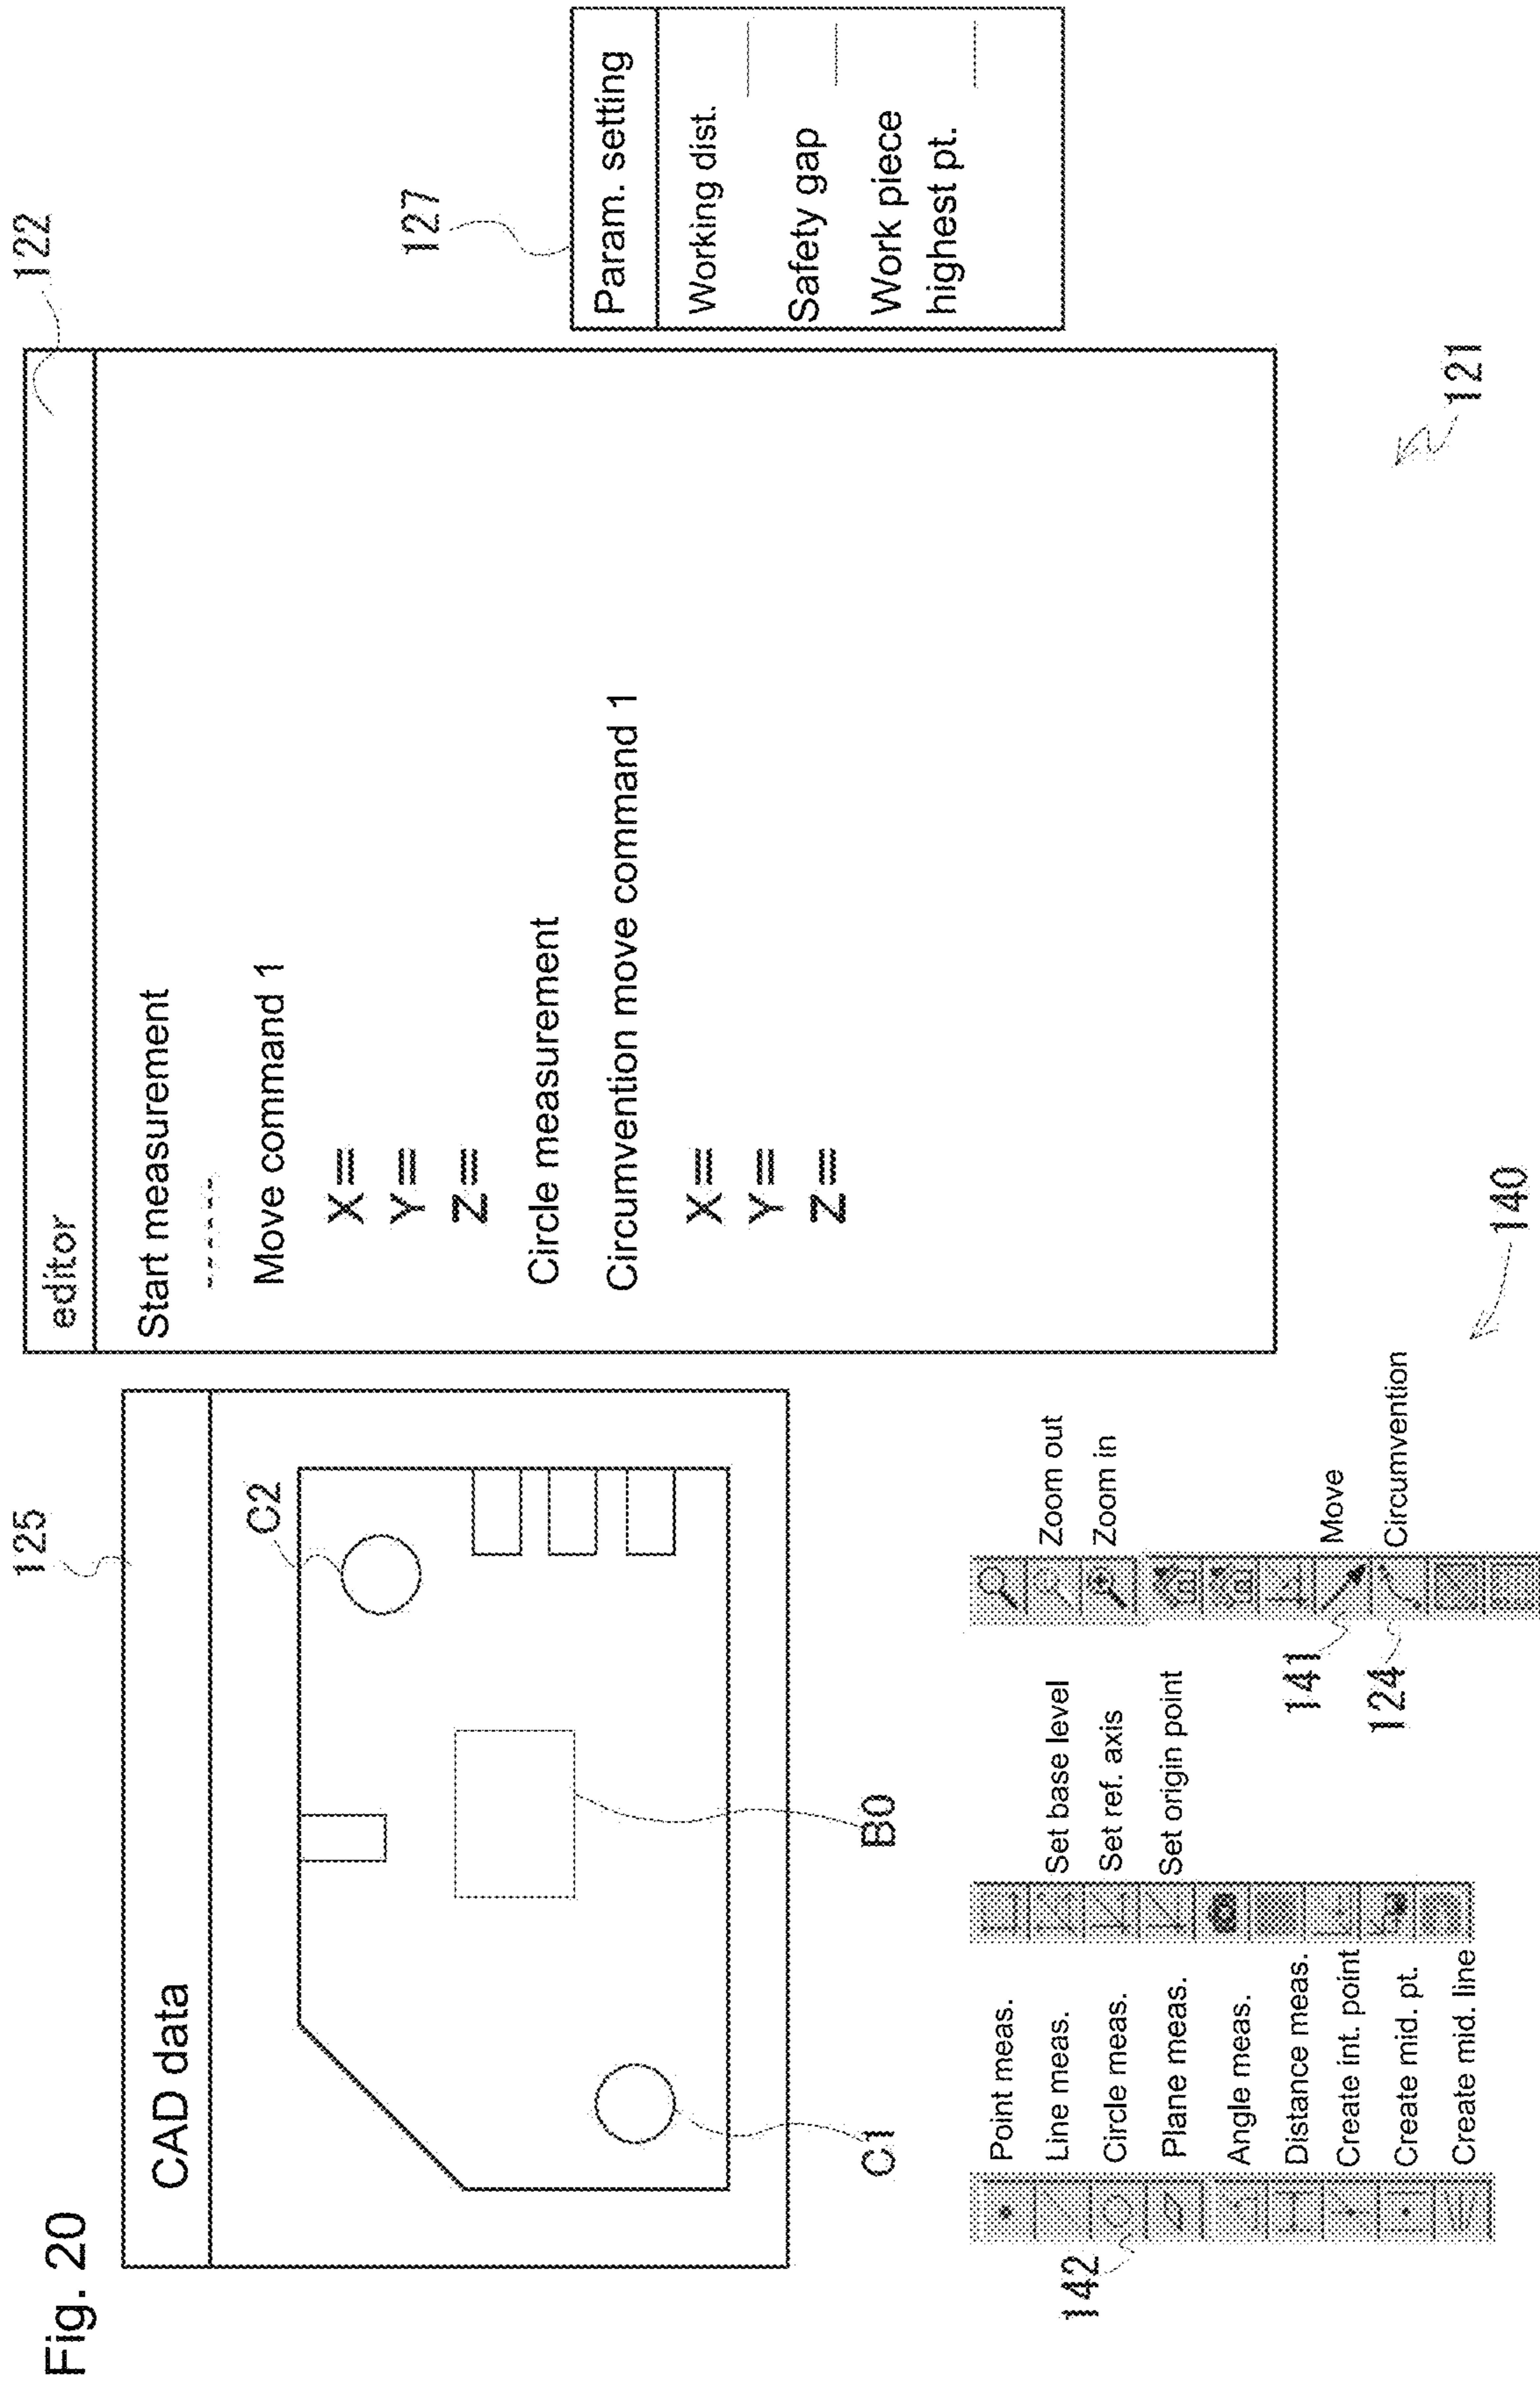 Fig. 20
125
CAD data
C2
C1
B0
122
editor
Start measurement
Move command 1
X=
Y=
Z=
Circle measurement
Circumvention move command 1
X=
Y=
Z=
127
Param. setting
Working dist.
Safety gap
Work piece
highest pt.
121
140
142
Point meas.
Line meas.
Circle meas.
Plane meas.
Angle meas.
Distance meas.
Create int. point
Create mid. pt.
Create mid. line
Set base level
Set ref. axis
Set origin point
141
124
Zoom out
Zoom in
Move
Circumvention